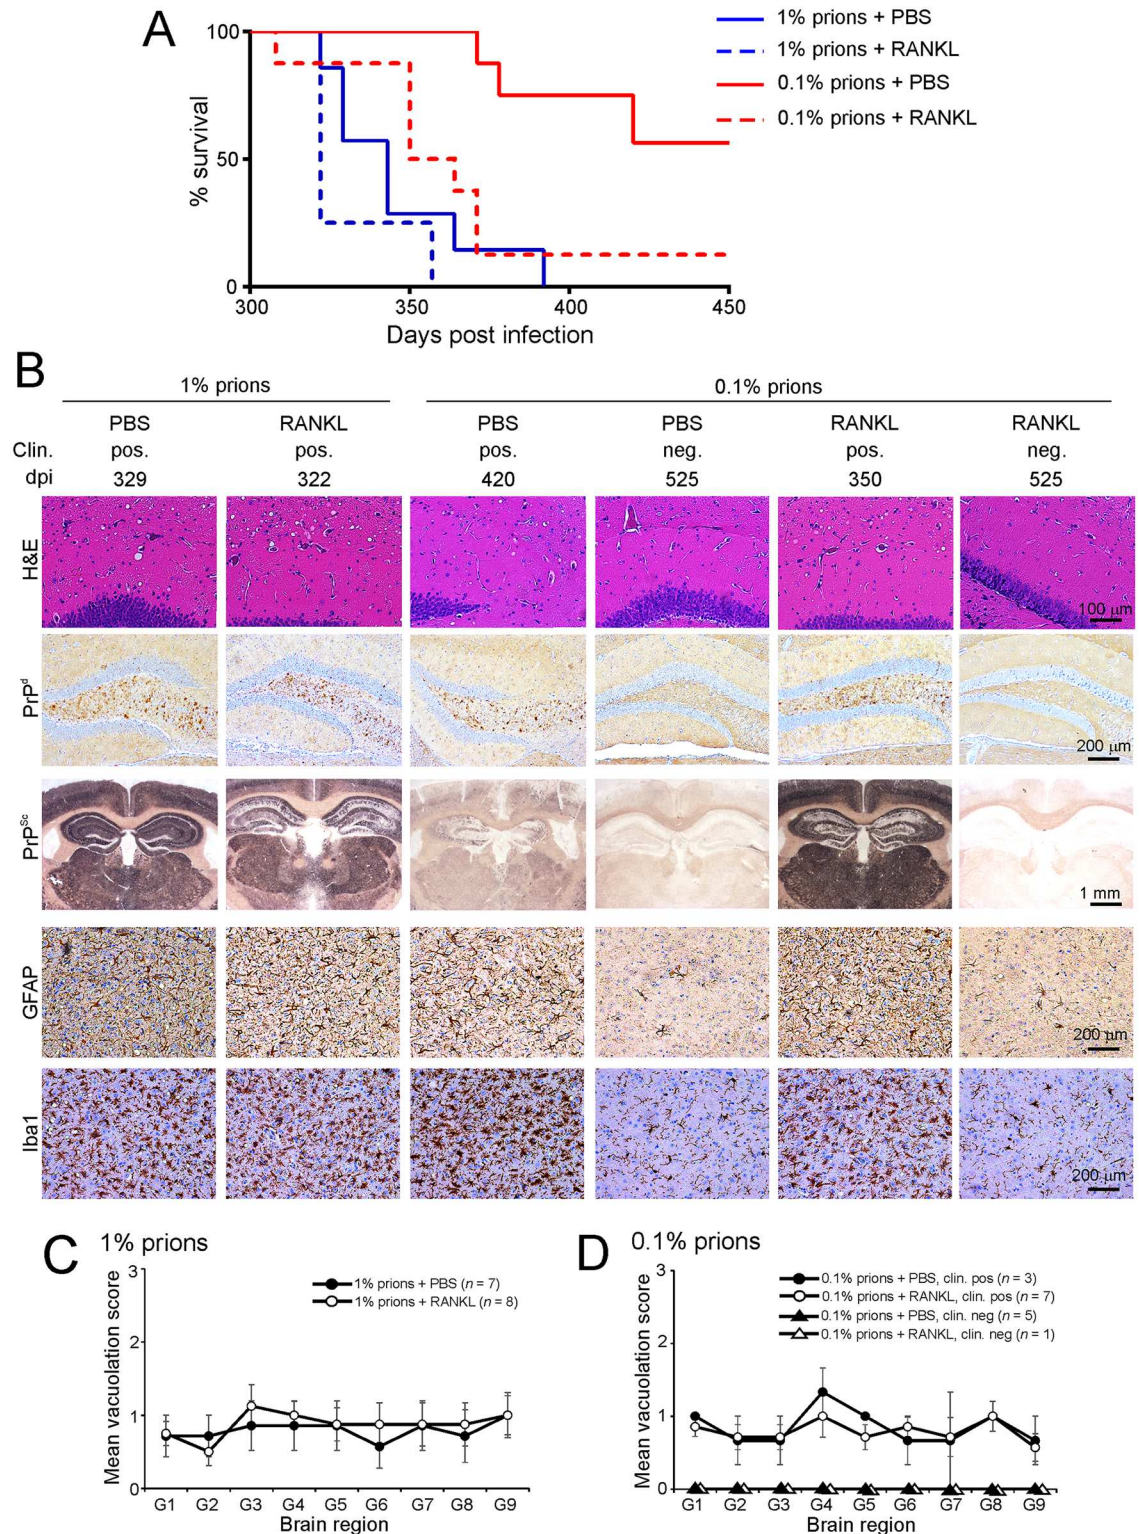 A
100
50
0
% survival
300
350
400
450
Days post infection
1% prions + PBS
1% prions + RANKL
0.1% prions + PBS
0.1% prions + RANKL
B
1% prions
0.1% prions
PBS
RANKL
PBS
PBS
RANKL
RANKL
Clin.
pos.
pos.
pos.
neg.
pos.
neg.
dpi
329
322
420
525
350
525
H&E
100 μm
PrPd
200 μm
PrPSc
1 mm
GFAP
200 μm
Iba1
200 μm
C
1% prions
3
2
1
0
Mean vacuolation score
1% prions + PBS (n = 7)
1% prions + RANKL (n = 8)
G1
G2
G3
G4
G5
G6
G7
G8
G9
Brain region
D
0.1% prions
3
2
1
0
Mean vacuolation score
0.1% prions + PBS, clin. pos (n = 3)
0.1% prions + RANKL, clin. pos (n = 7)
0.1% prions + PBS, clin. neg (n = 5)
0.1% prions + RANKL, clin. neg (n = 1)
G1
G2
G3
G4
G5
G6
G7
G8
G9
Brain region